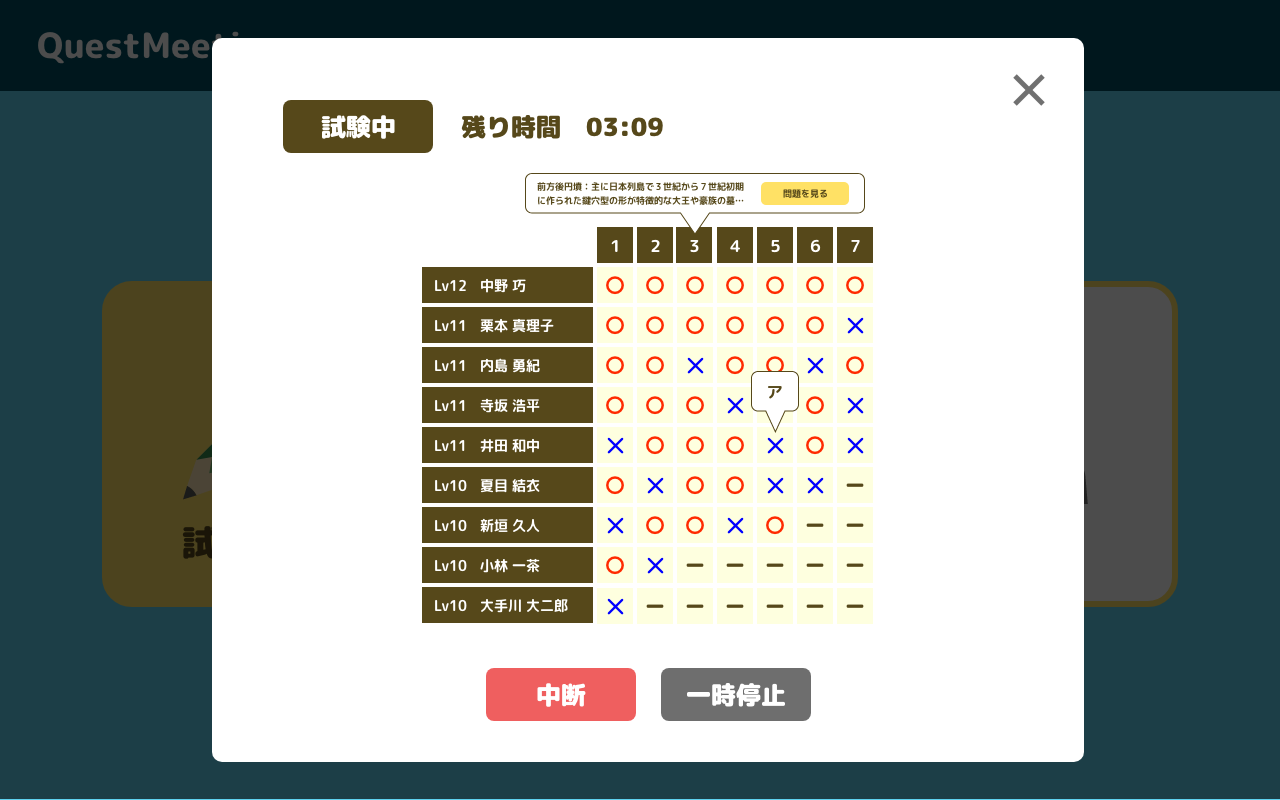 QuestMeeti
試験中 残り時間 03:09
前方後円墳：主に日本列島で３世紀から７世紀初期
に作られた鍵穴型の形が特徴的な大王や豪族の墓…
問題を見る
1 2 3 4 5 6 7
Lv12 中野 巧 ○ ○ ○ ○ ○ ○ ○
Lv11 栗本 真理子 ○ ○ ○ ○ ○ ○ ×
Lv11 内島 勇紀 ○ ○ × ○ ○ × ○
ア
Lv11 寺坂 浩平 ○ ○ ○ × ○ ×
Lv11 井田 和中 × ○ ○ ○ × ○ ×
Lv10 夏目 結衣 ○ × ○ ○ × × ー
Lv10 新垣 久人 × ○ ○ × ○ ー ー
試
Lv10 小林 一茶 ○ × ー ー ー ー ー
Lv10 大手川 大二郎 × ー ー ー ー ー ー
中断 一時停止